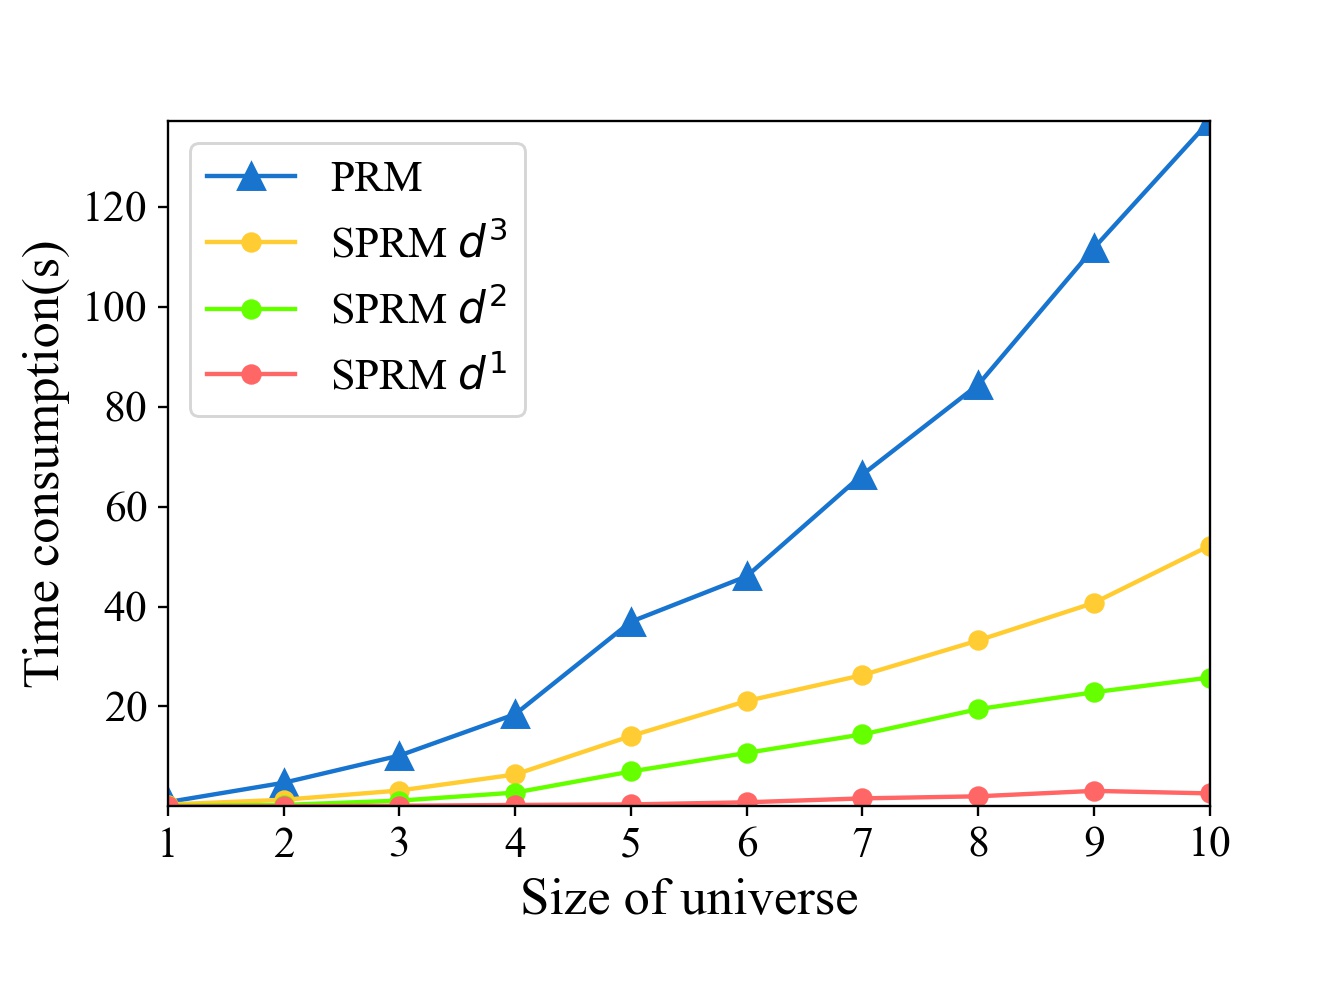 PRM
SPRM d³
SPRM d²
SPRM d¹
120
100
80
60
40
20
Time consumption(s)
1 2 3 4 5 6 7 8 9 10
Size of universe